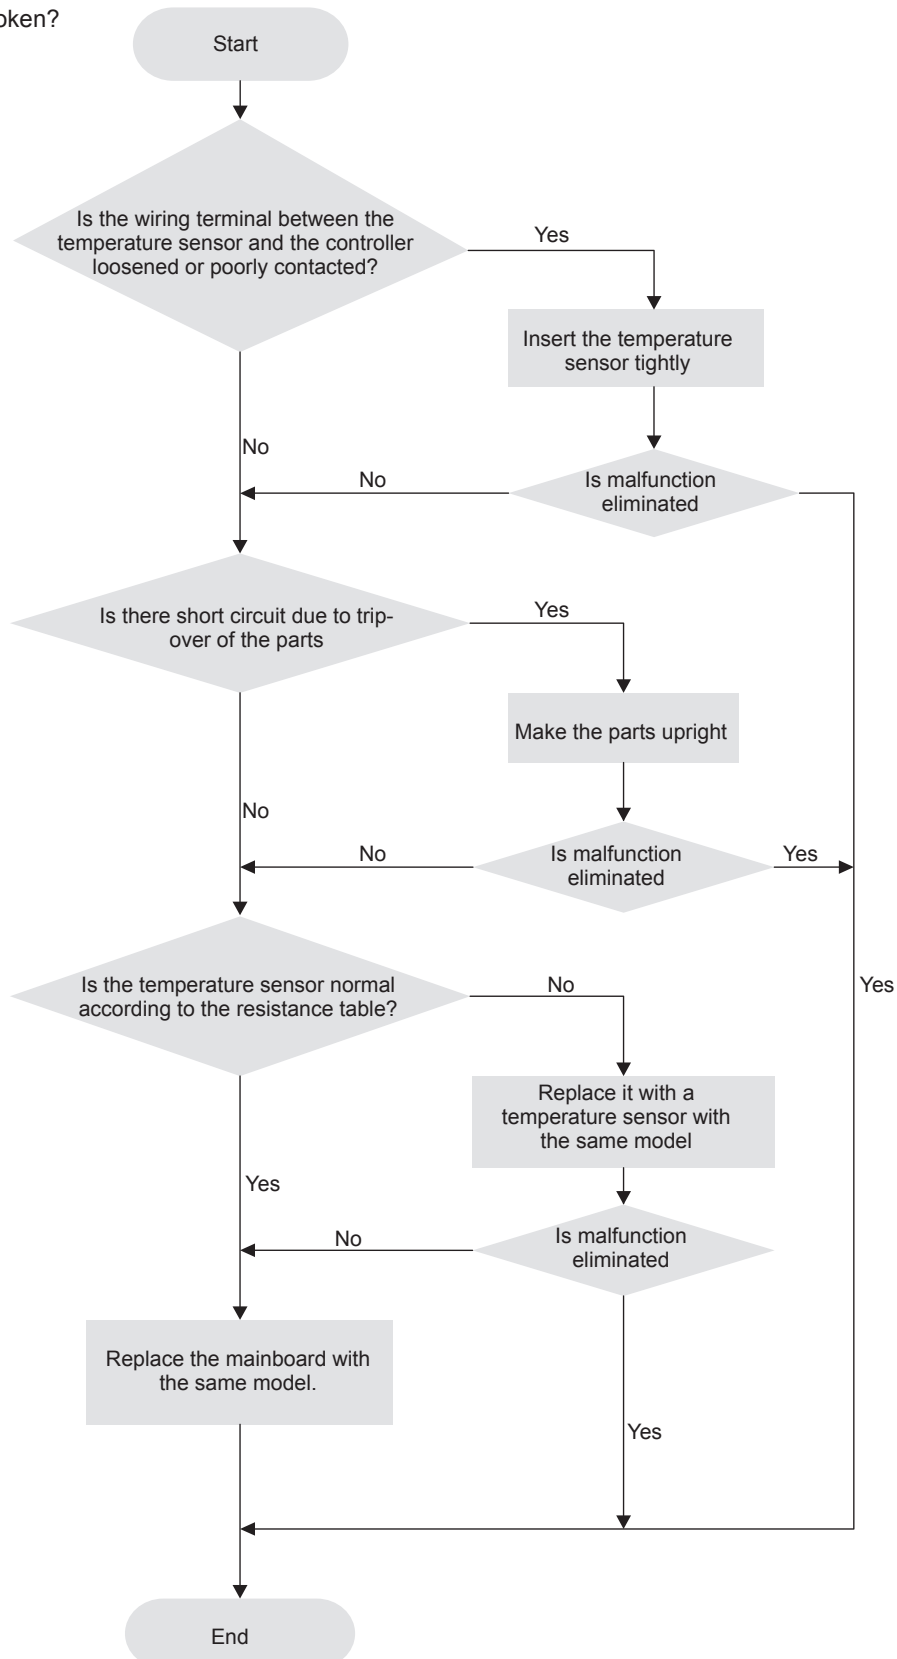 oken?
Start
Is the wiring terminal between the
temperature sensor and the controller
loosened or poorly contacted?
Yes
Insert the temperature
sensor tightly
No
No
Is malfunction
eliminated
Is there short circuit due to trip-
over of the parts
Yes
Make the parts upright
No
No
Is malfunction
eliminated
Yes
Is the temperature sensor normal
according to the resistance table?
No
Yes
Replace it with a
temperature sensor with
the same model
Yes
No
Is malfunction
eliminated
Replace the mainboard with
the same model.
Yes
End